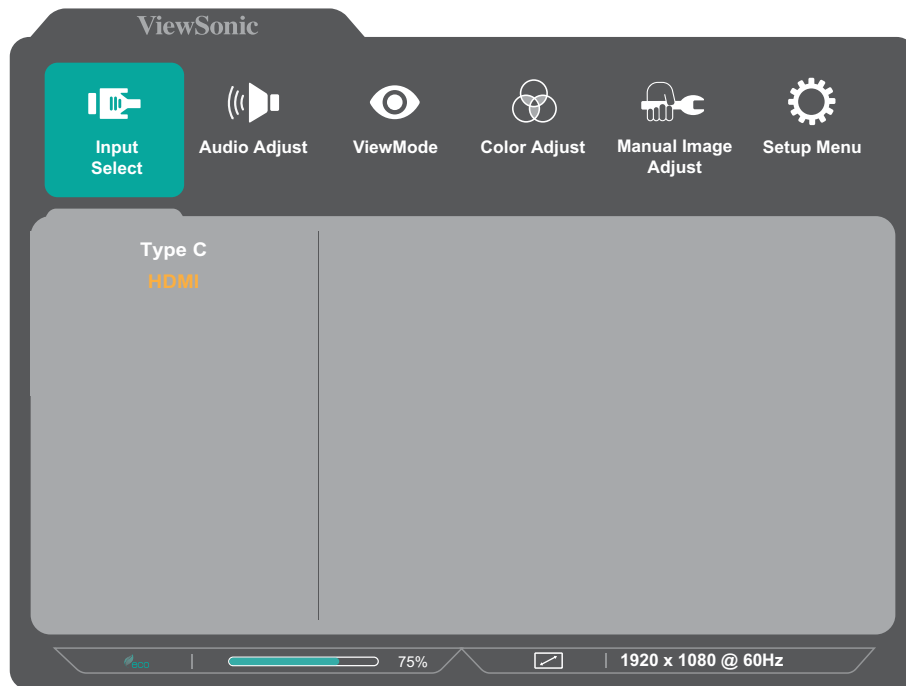 ViewSonic
Input
Select
Audio Adjust
ViewMode
Color Adjust
Manual Image
Adjust
Setup Menu
Type C
HDMI
eco
75%
1920 x 1080 @ 60Hz